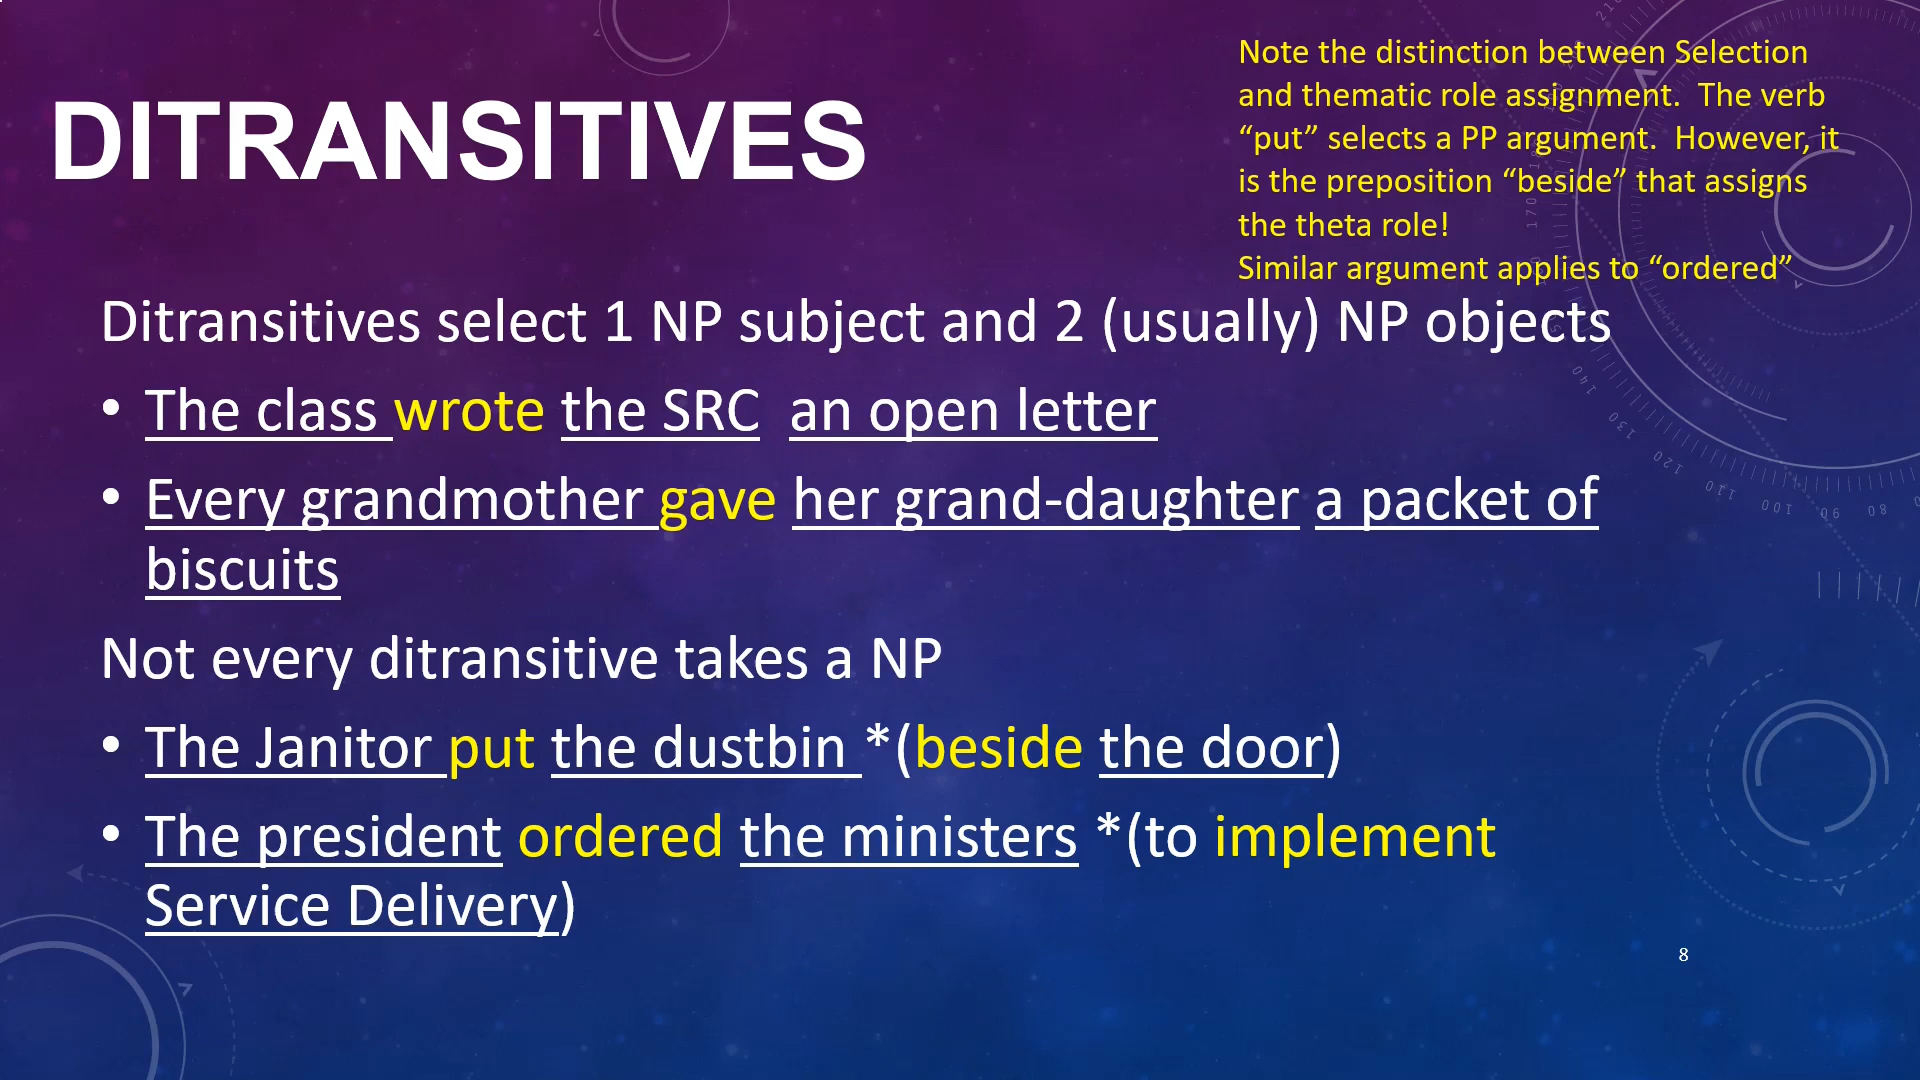 DITRANSITIVES
Note the distinction between Selection
and thematic role assignment. The verb
“put” selects a PP argument. However, it
is the preposition “beside” that assigns
the theta role!
Similar argument applies to “ordered”
Ditransitives select 1 NP subject and 2 (usually) NP objects
• The class wrote the SRC an open letter
• Every grandmother gave her grand-daughter a packet of
biscuits
Not every ditransitive takes a NP
• The Janitor put the dustbin *(beside the door)
• The president ordered the ministers *(to implement
Service Delivery)
8